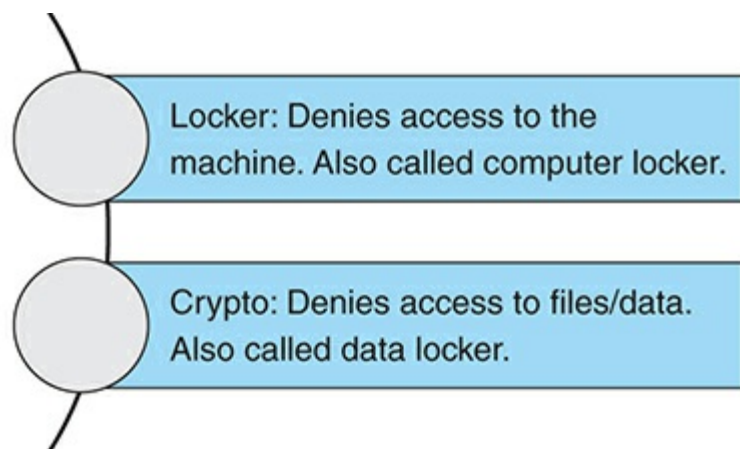 Locker: Denies access to the
machine. Also called computer locker.
Crypto: Denies access to files/data.
Also called data locker.